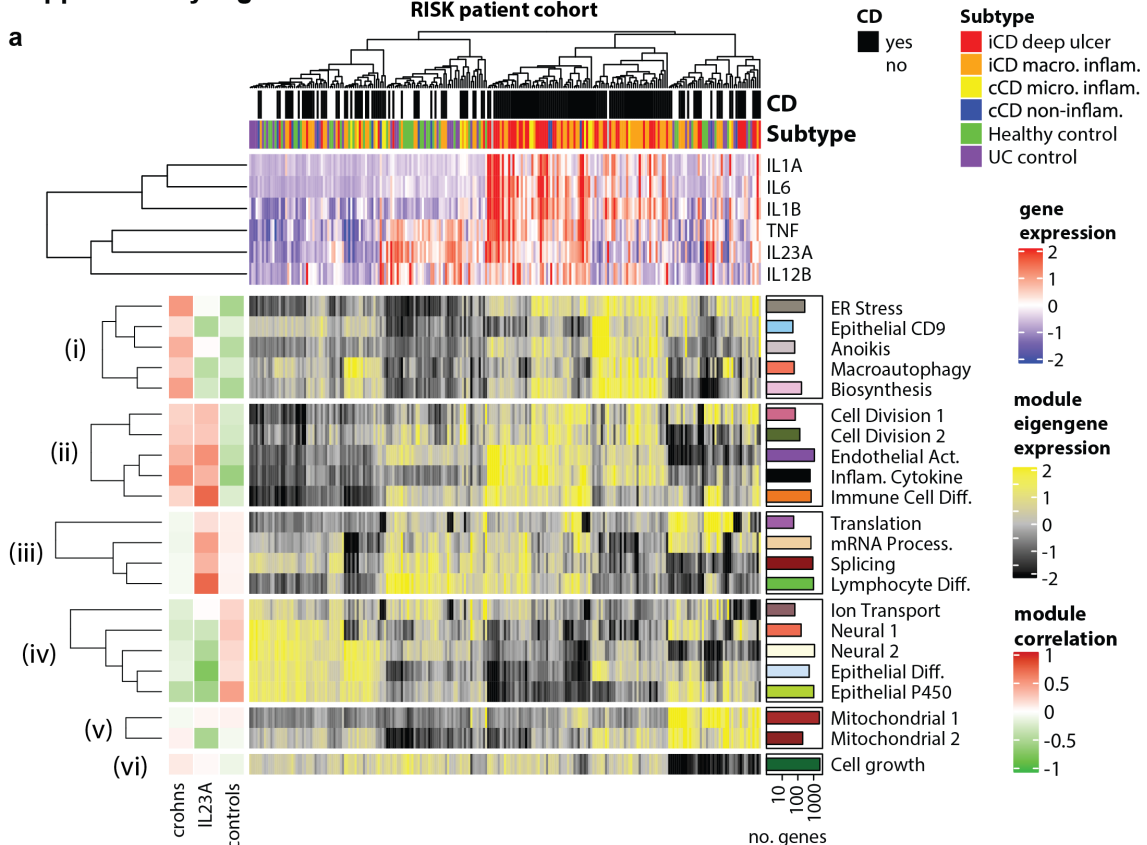 RISK patient cohort
a
CD
yes
no
Subtype
iCD deep ulcer
iCD macro. inflam.
cCD micro. inflam.
cCD non-inflam.
Healthy control
UC control
CD
Subtype
IL1A
IL6
IL1B
TNF
IL23A
IL12B
gene
expression
2
1
0
-1
-2
(i)
ER Stress
Epithelial CD9
Anoikis
Macroautophagy
Biosynthesis
(ii)
Cell Division 1
Cell Division 2
Endothelial Act.
Inflam. Cytokine
Immune Cell Diff.
module
eigengene
expression
2
1
0
-1
-2
(iii)
Translation
mRNA Process.
Splicing
Lymphocyte Diff.
(iv)
Ion Transport
Neural 1
Neural 2
Epithelial Diff.
Epithelial P450
module
correlation
1
0.5
0
-0.5
-1
(v)
Mitochondrial 1
Mitochondrial 2
(vi)
Cell growth
crohns
IL23A
controls
10
100
1000
no. genes